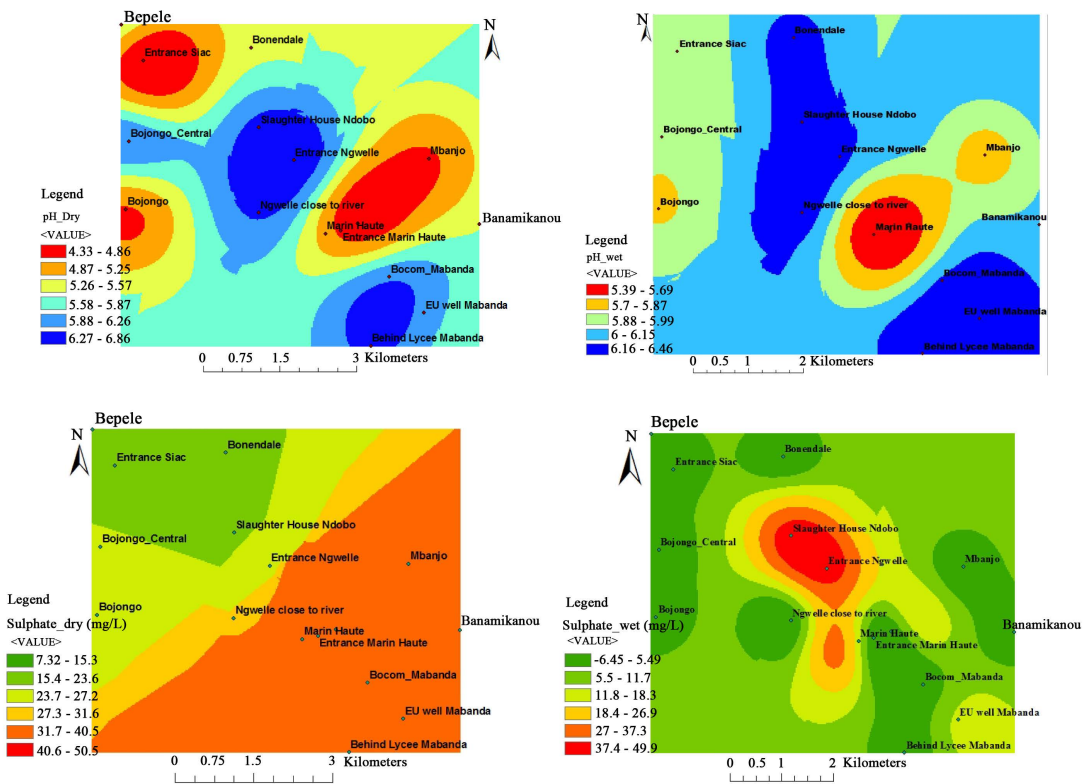 Bepele
N
Entrance Siac
Bonendale
Slaughter House Ndobo
Bojongo_Central
Entrance Ngwelle
Mbanjo
Bojongo
Ngwelle close to river
Marin Haute
Entrance Marin Haute
Banamikanou
Bocom_Mabanda
EU well Mabanda
Behind Lycee Mabanda
Legend
pH_Dry
<VALUE>
4.33 - 4.86
4.87 - 5.25
5.26 - 5.57
5.58 - 5.87
5.88 - 6.26
6.27 - 6.86
0 0.75 1.5 3 Kilometers
N
Bonendale
Entrance Siac
Slaughter House Ndobo
Bojongo_Central
Entrance Ngwelle
Mbanjo
Bojongo
Ngwelle close to river
Marin Haute
Banamikanou
Bocom_Mabanda
EU well Mabanda
Behind Lycee Mabanda
Legend
pH_wet
<VALUE>
5.39 - 5.69
5.7 - 5.87
5.88 - 5.99
6 - 6.15
6.16 - 6.46
0 0.5 1 2 Kilometers
Bepele
N
Bonendale
Entrance Siac
Slaughter House Ndobo
Bojongo_Central
Entrance Ngwelle
Mbanjo
Bojongo
Ngwelle close to river
Marin Haute
Entrance Marin Haute
Banamikanou
Bocom_Mabanda
EU well Mabanda
Behind Lycee Mabanda
Legend
Sulphate_dry (mg/L)
<VALUE>
7.32 - 15.3
15.4 - 23.6
23.7 - 27.2
27.3 - 31.6
31.7 - 40.5
40.6 - 50.5
0 0.75 1.5 3 Kilometers
Bepele
N
Bonendale
Entrance Siac
Slaughter House Ndobo
Bojongo_Central
Entrance Ngwelle
Mbanjo
Bojongo
Ngwelle close to river
Marin Haute
Entrance Marin Haute
Banamikanou
Bocom_Mabanda
EU well Mabanda
Behind Lycee Mabanda
Legend
Sulphate_wet (mg/L)
<VALUE>
-6.45 - 5.49
5.5 - 11.7
11.8 - 18.3
18.4 - 26.9
27 - 37.3
37.4 - 49.9
0 0.5 1 2 Kilometers